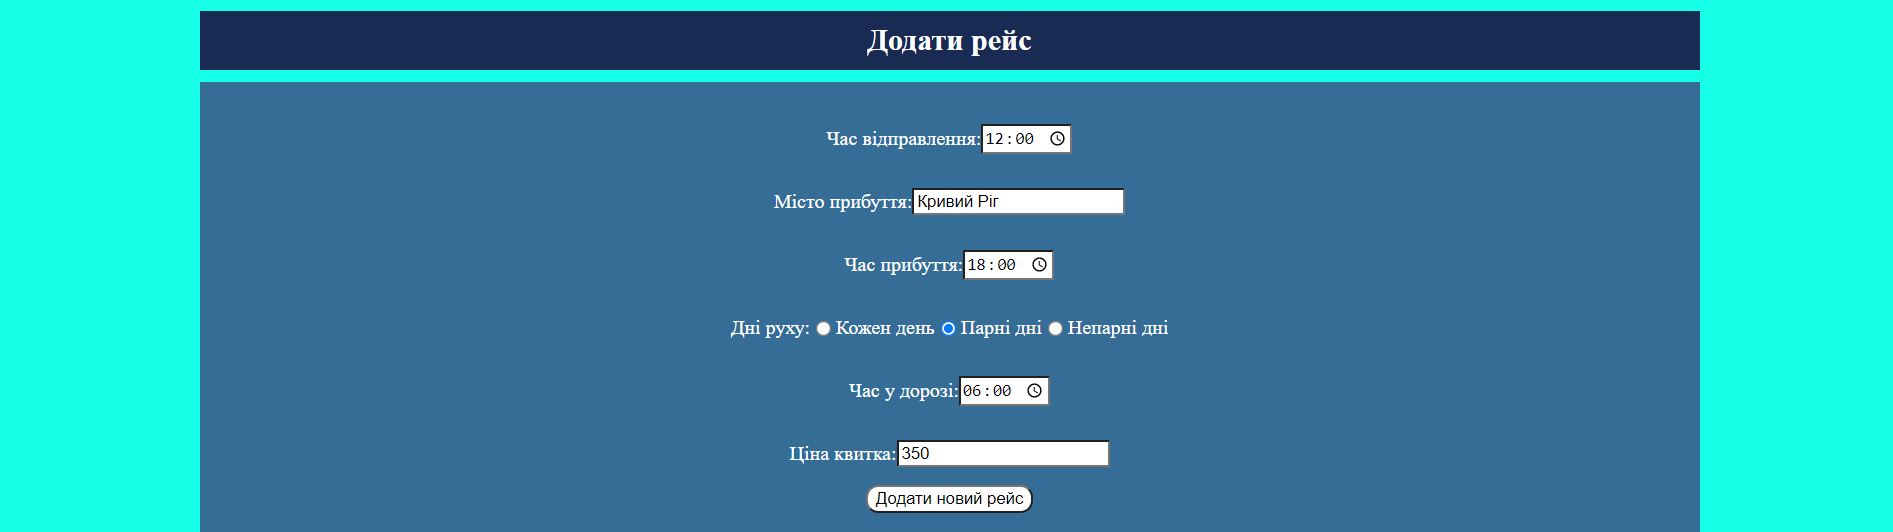 Додати рейс
Час відправлення: 12:00
Місто прибуття: Кривий Ріг
Час прибуття: 18:00
Дні руху: Кожен день Парні дні Непарні дні
Час у дорозі: 06:00
Ціна квитка: 350
Додати новий рейс